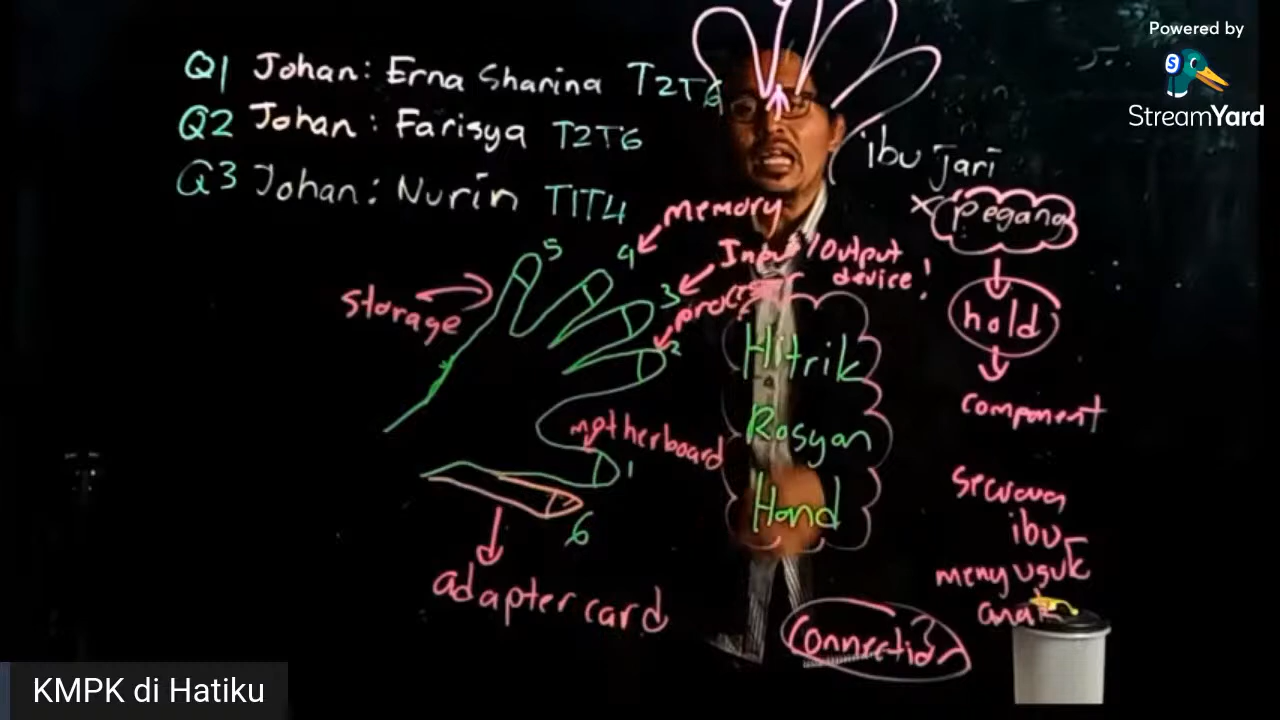 Powered by
StreamYard
Q1 Johan: Erna Sharina T2T6
Q2 Johan: Farisya T2T6
Q3 Johan: Nurin T1T4
ibu jari
x pegang
hold
component
5
4
memory
3
Input/Output
device!
2
storage
motherboard
1
6
adapter card
Hitrik
Rosyan
Hand
Seorang
ibu
menyusuk
anak
Connection
KMPK di Hatiku